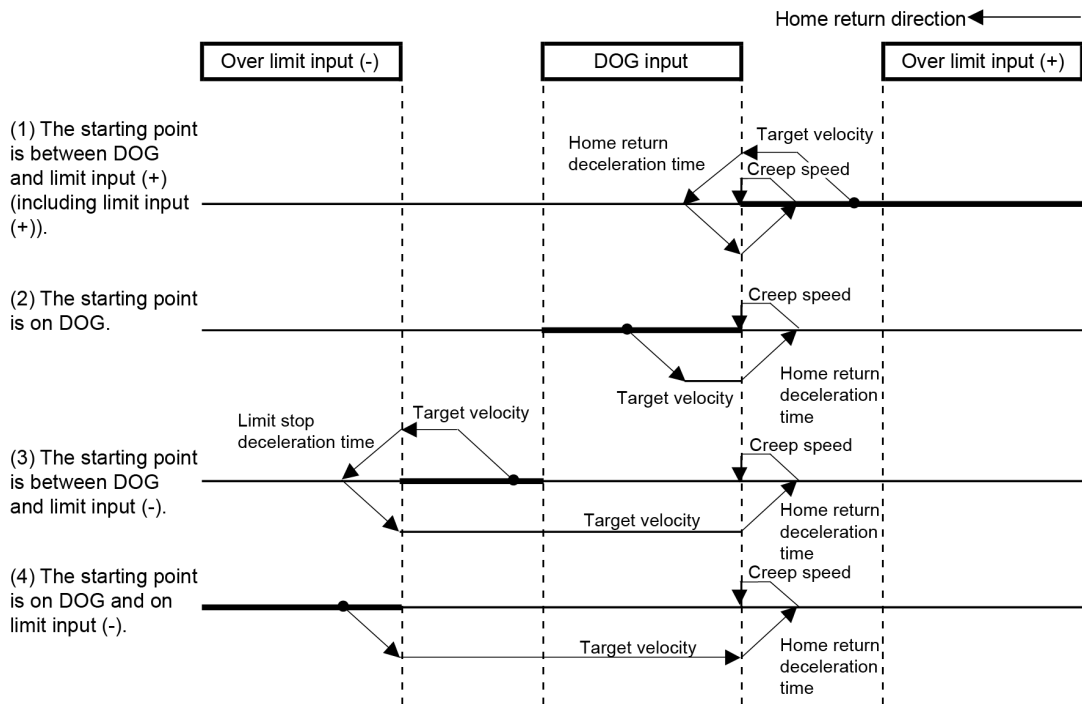 Home return direction
Over limit input (-)
DOG input
Over limit input (+)
(1) The starting point
is between DOG
and limit input (+)
(including limit input
(+)).
Home return
deceleration time
Target velocity
Creep speed
(2) The starting point
is on DOG.
Creep speed
Target velocity
Home return
deceleration
time
(3) The starting point
is between DOG
and limit input (-).
Limit stop
deceleration time
Target velocity
Creep speed
Target velocity
Home return
deceleration
time
(4) The starting point
is on DOG and on
limit input (-).
Creep speed
Target velocity
Home return
deceleration
time